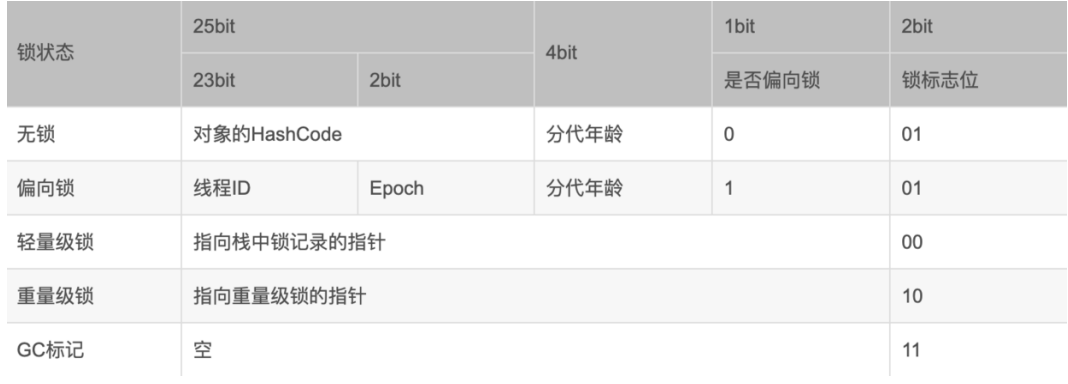 锁状态 25bit 4bit 1bit 2bit
23bit 2bit 是否偏向锁 锁标志位
无锁 对象的HashCode 分代年龄 0 01
偏向锁 线程ID Epoch 分代年龄 1 01
轻量级锁 指向栈中锁记录的指针 00
重量级锁 指向重量级锁的指针 10
GC标记 空 11